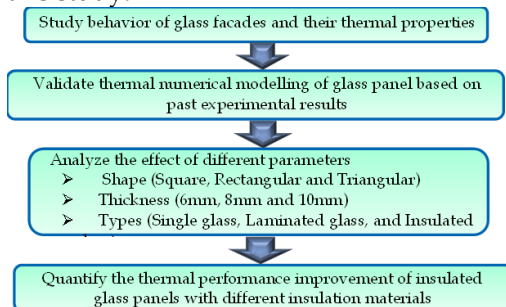 Study behavior of glass facades and their thermal properties
Validate thermal numerical modelling of glass panel based on
past experimental results
Analyze the effect of different parameters
➤ Shape (Square, Rectangular and Triangular)
➤ Thickness (6mm, 8mm and 10mm)
➤ Types (Single glass, Laminated glass, and Insulated
Quantify the thermal performance improvement of insulated
glass panels with different insulation materials